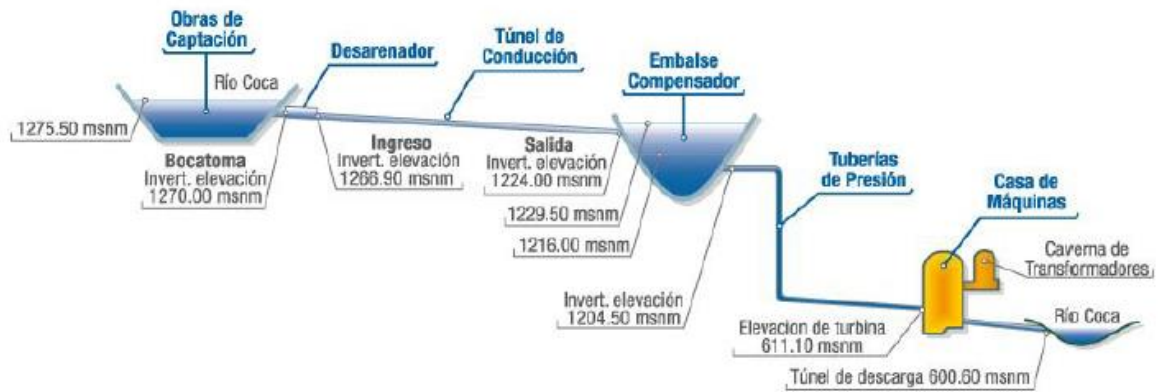 Obras de
Captación
Río Coca
Desarenador
Túnel de
Conducción
Embalse
Compensador
1275.50 msnm
Bocatoma
Invert. elevación
1270.00 msnm
Ingreso
Invert. elevación
1266.90 msnm
Salida
Invert. elevación
1224.00 msnm
1229.50 msnm
1216.00 msnm
Invert. elevación
1204.50 msnm
Tuberías
de Presión
Casa de
Máquinas
Caverna de
Transformadores
Elevacion de turbina
611.10 msnm
Río Coca
Túnel de descarga 600.60 msnm